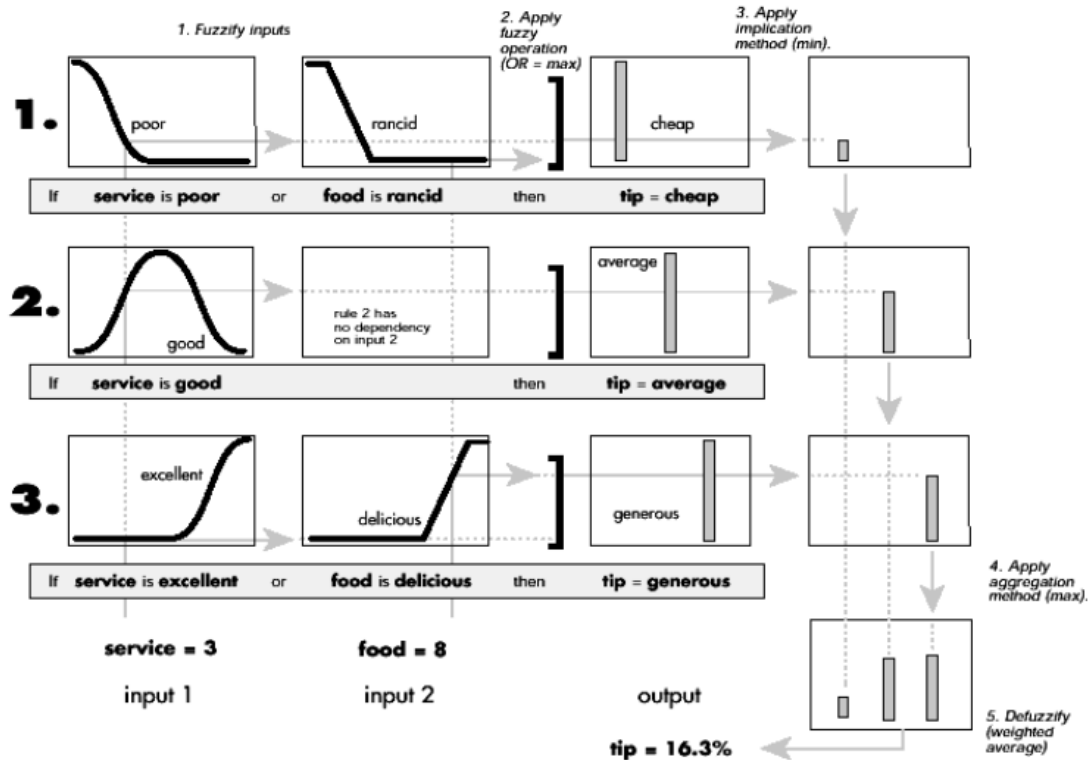 1. Fuzzify inputs
2. Apply
fuzzy
operation
(OR = max)
3. Apply
implication
method (min).
1.
poor
rancid
cheap
If service is poor or food is rancid then tip = cheap
2.
good
rule 2 has
no dependency
on input 2
average
If service is good then tip = average
3.
excellent
delicious
generous
If service is excellent or food is delicious then tip = generous
4. Apply
aggregation
method (max).
service = 3 food = 8
input 1 input 2 output
5. Defuzzify
(weighted
average)
tip = 16.3%